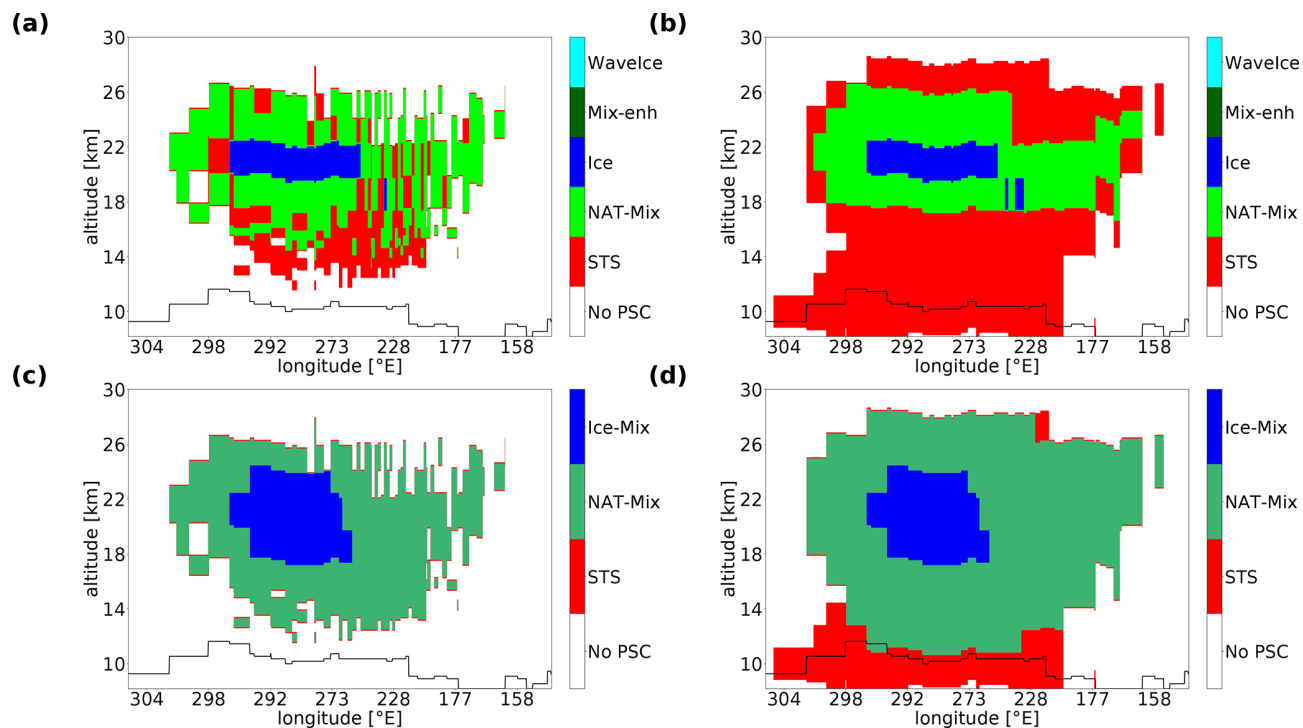 (a)
30
26
22
18
14
10
altitude [km]
304 298 292 273 228 177 158
longitude [°E]
WaveIce
Mix-enh
Ice
NAT-Mix
STS
No PSC
(b)
30
26
22
18
14
10
altitude [km]
304 298 292 273 228 177 158
longitude [°E]
WaveIce
Mix-enh
Ice
NAT-Mix
STS
No PSC
(c)
30
26
22
18
14
10
altitude [km]
304 298 292 273 228 177 158
longitude [°E]
Ice-Mix
NAT-Mix
STS
No PSC
(d)
30
26
22
18
14
10
altitude [km]
304 298 292 273 228 177 158
longitude [°E]
Ice-Mix
NAT-Mix
STS
No PSC